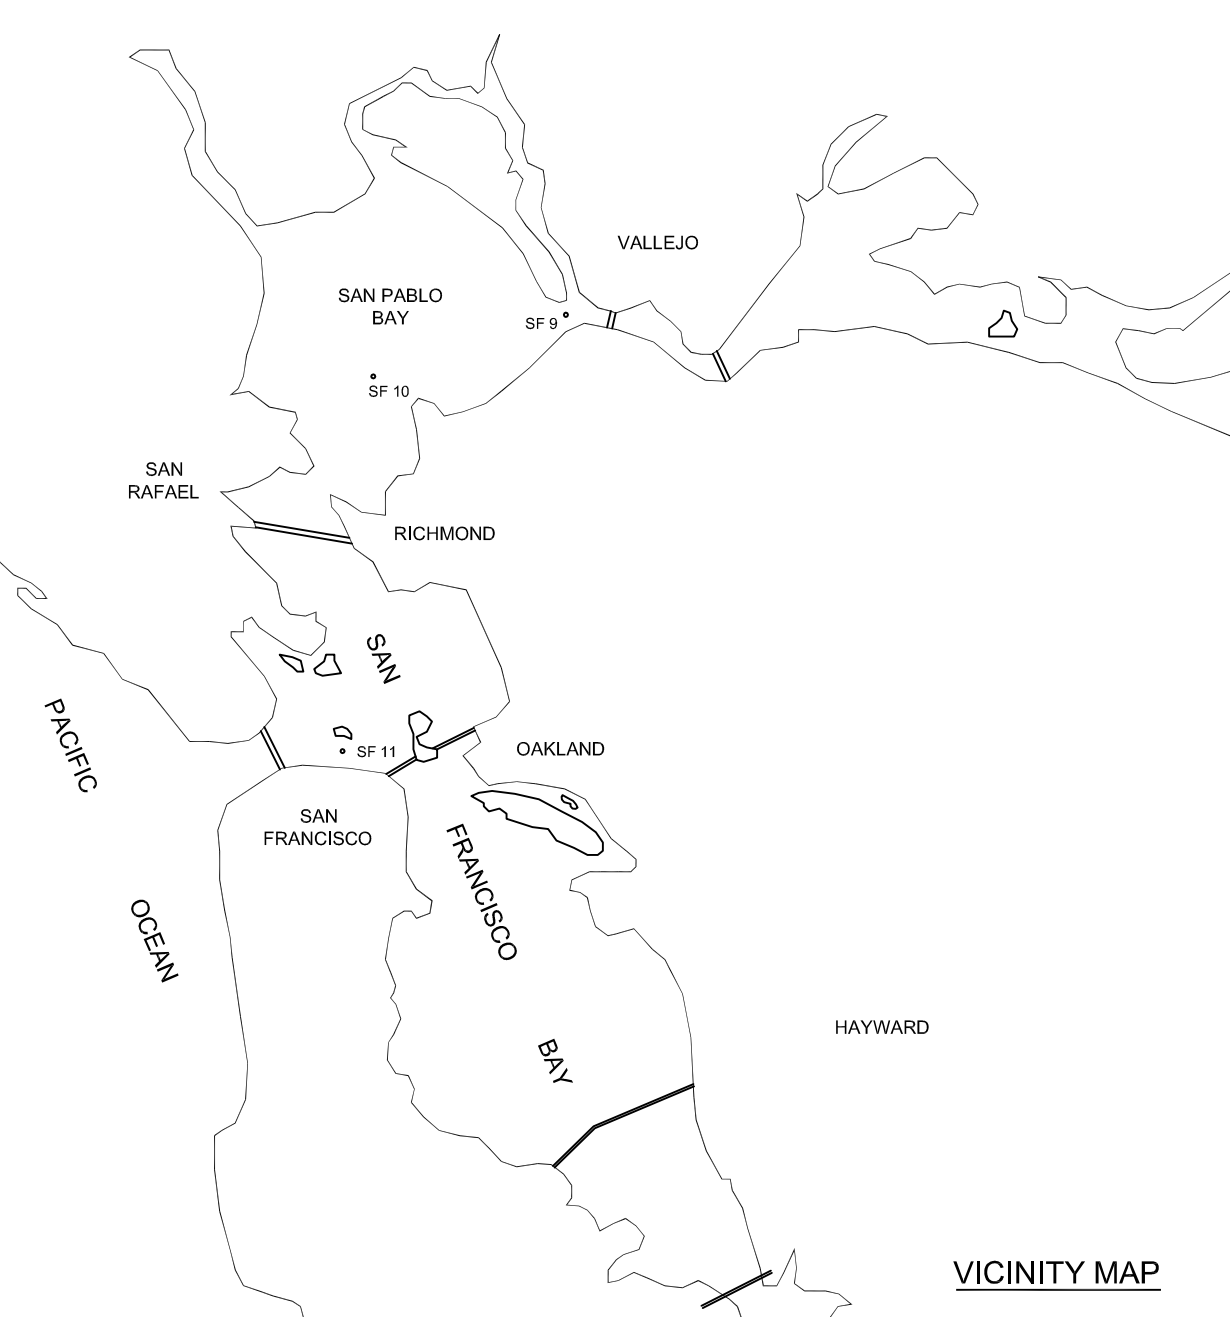 VALLEJO
SAN PABLO
BAY
SF 9
SF 10
SAN
RAFAEL
RICHMOND
SAN
PACIFIC
SF 11
OAKLAND
SAN
FRANCISCO
FRANCISCO
OCEAN
HAYWARD
BAY
VICINITY MAP